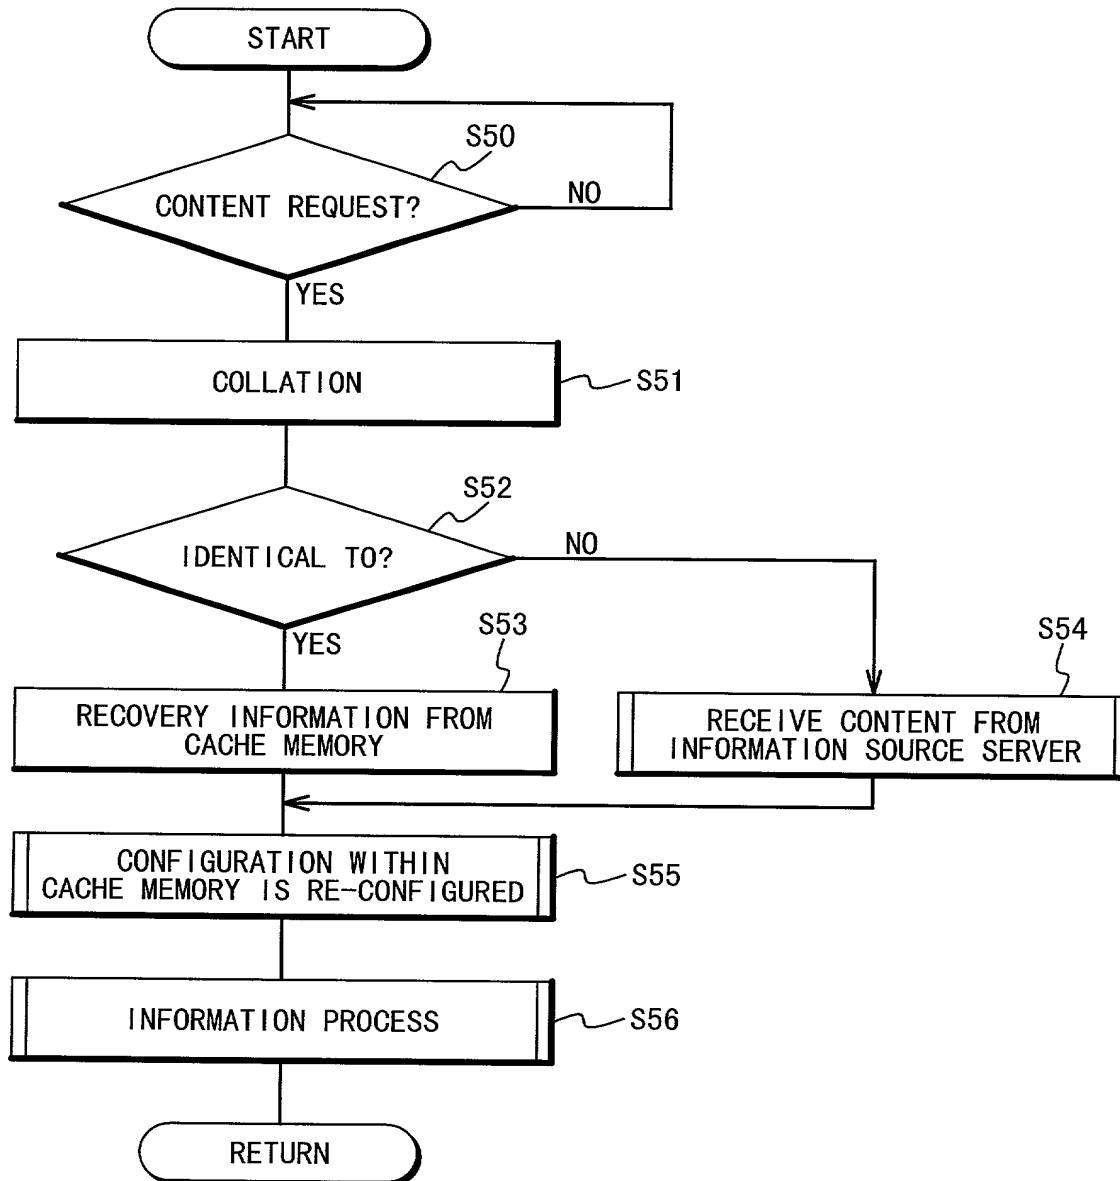 START
S50
CONTENT REQUEST?
NO
YES
COLLATION
S51
S52
IDENTICAL TO?
NO
YES
S53
RECOVERY INFORMATION FROM
CACHE MEMORY
S54
RECEIVE CONTENT FROM
INFORMATION SOURCE SERVER
CONFIGURATION WITHIN
CACHE MEMORY IS RE-CONFIGURED
S55
INFORMATION PROCESS
S56
RETURN